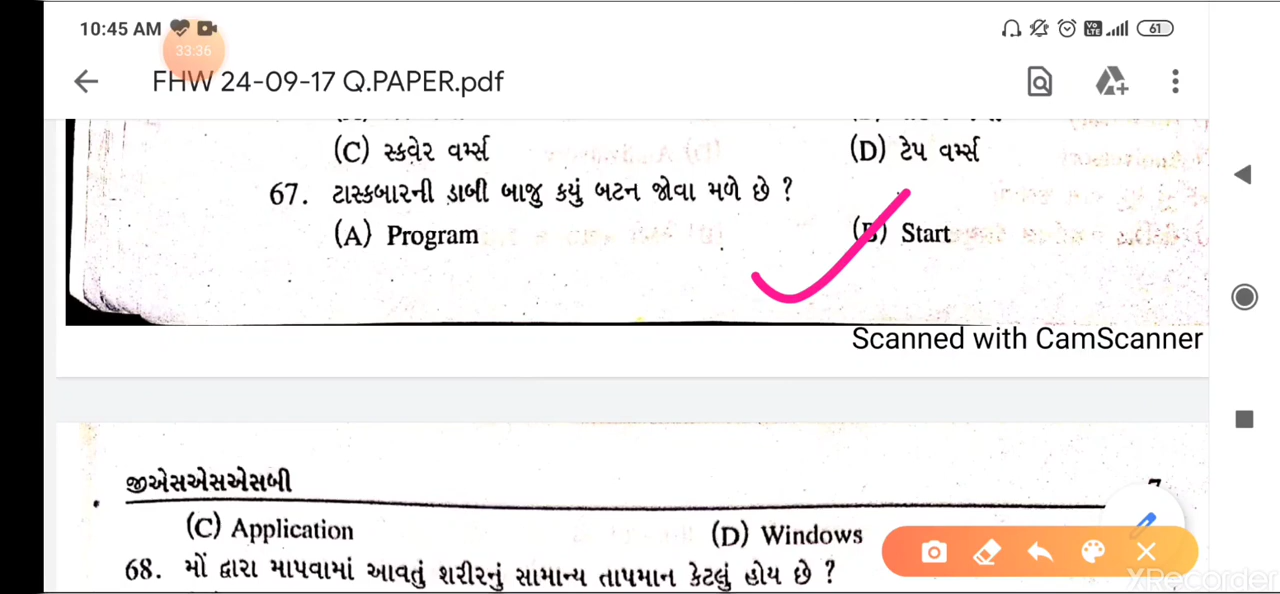 10:45 AM
61
33:36
FHW 24-09-17 Q.PAPER.pdf
(C) સ્ક્વેર વર્મ્સ (D) ટેપ વર્મ્સ
67. ટાસ્કબારની ડાબી બાજુ કયું બટન જોવા મળે છે ?
(A) Program (B) Start
Scanned with CamScanner
જીએસએસએસબી
(C) Application (D) Windows
68. મોં દ્વારા માપવામાં આવતું શરીરનું સામાન્ય તાપમાન કેટલું હોય છે ?
XRecorder